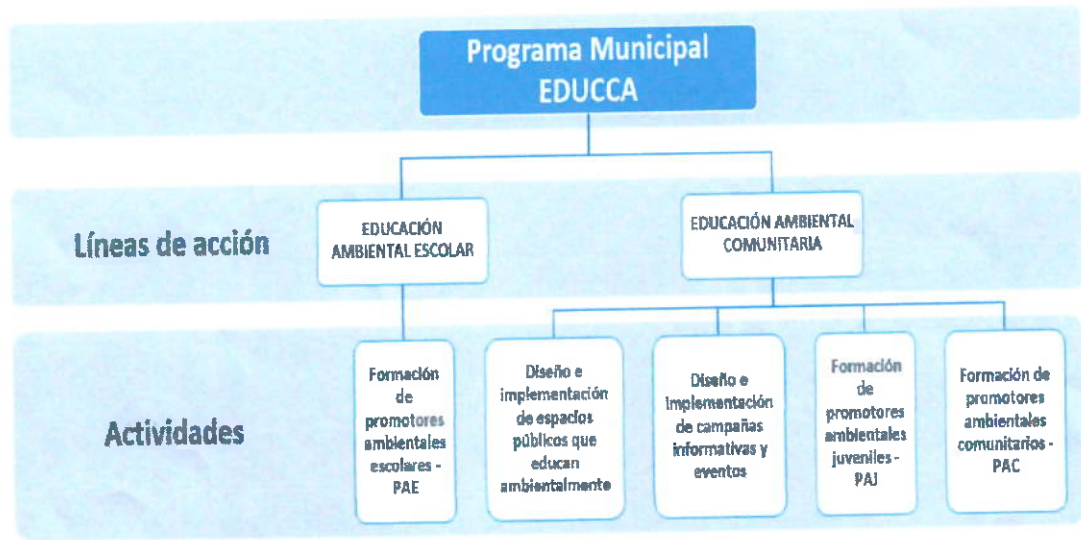 Programa Municipal
EDUCCA
Líneas de acción
EDUCACIÓN
AMBIENTAL ESCOLAR
EDUCACIÓN AMBIENTAL
COMUNITARIA
Actividades
Formación
de
promotores
ambientales
escolares -
PAE
Diseño e
implementación
de espacios
públicos que
educan
ambientalmente
Diseño e
implementación
de campañas
informativas y
eventos
Formación
de
promotores
ambientales
juveniles -
PAJ
Formación de
promotores
ambientales
comunitarios -
PAC